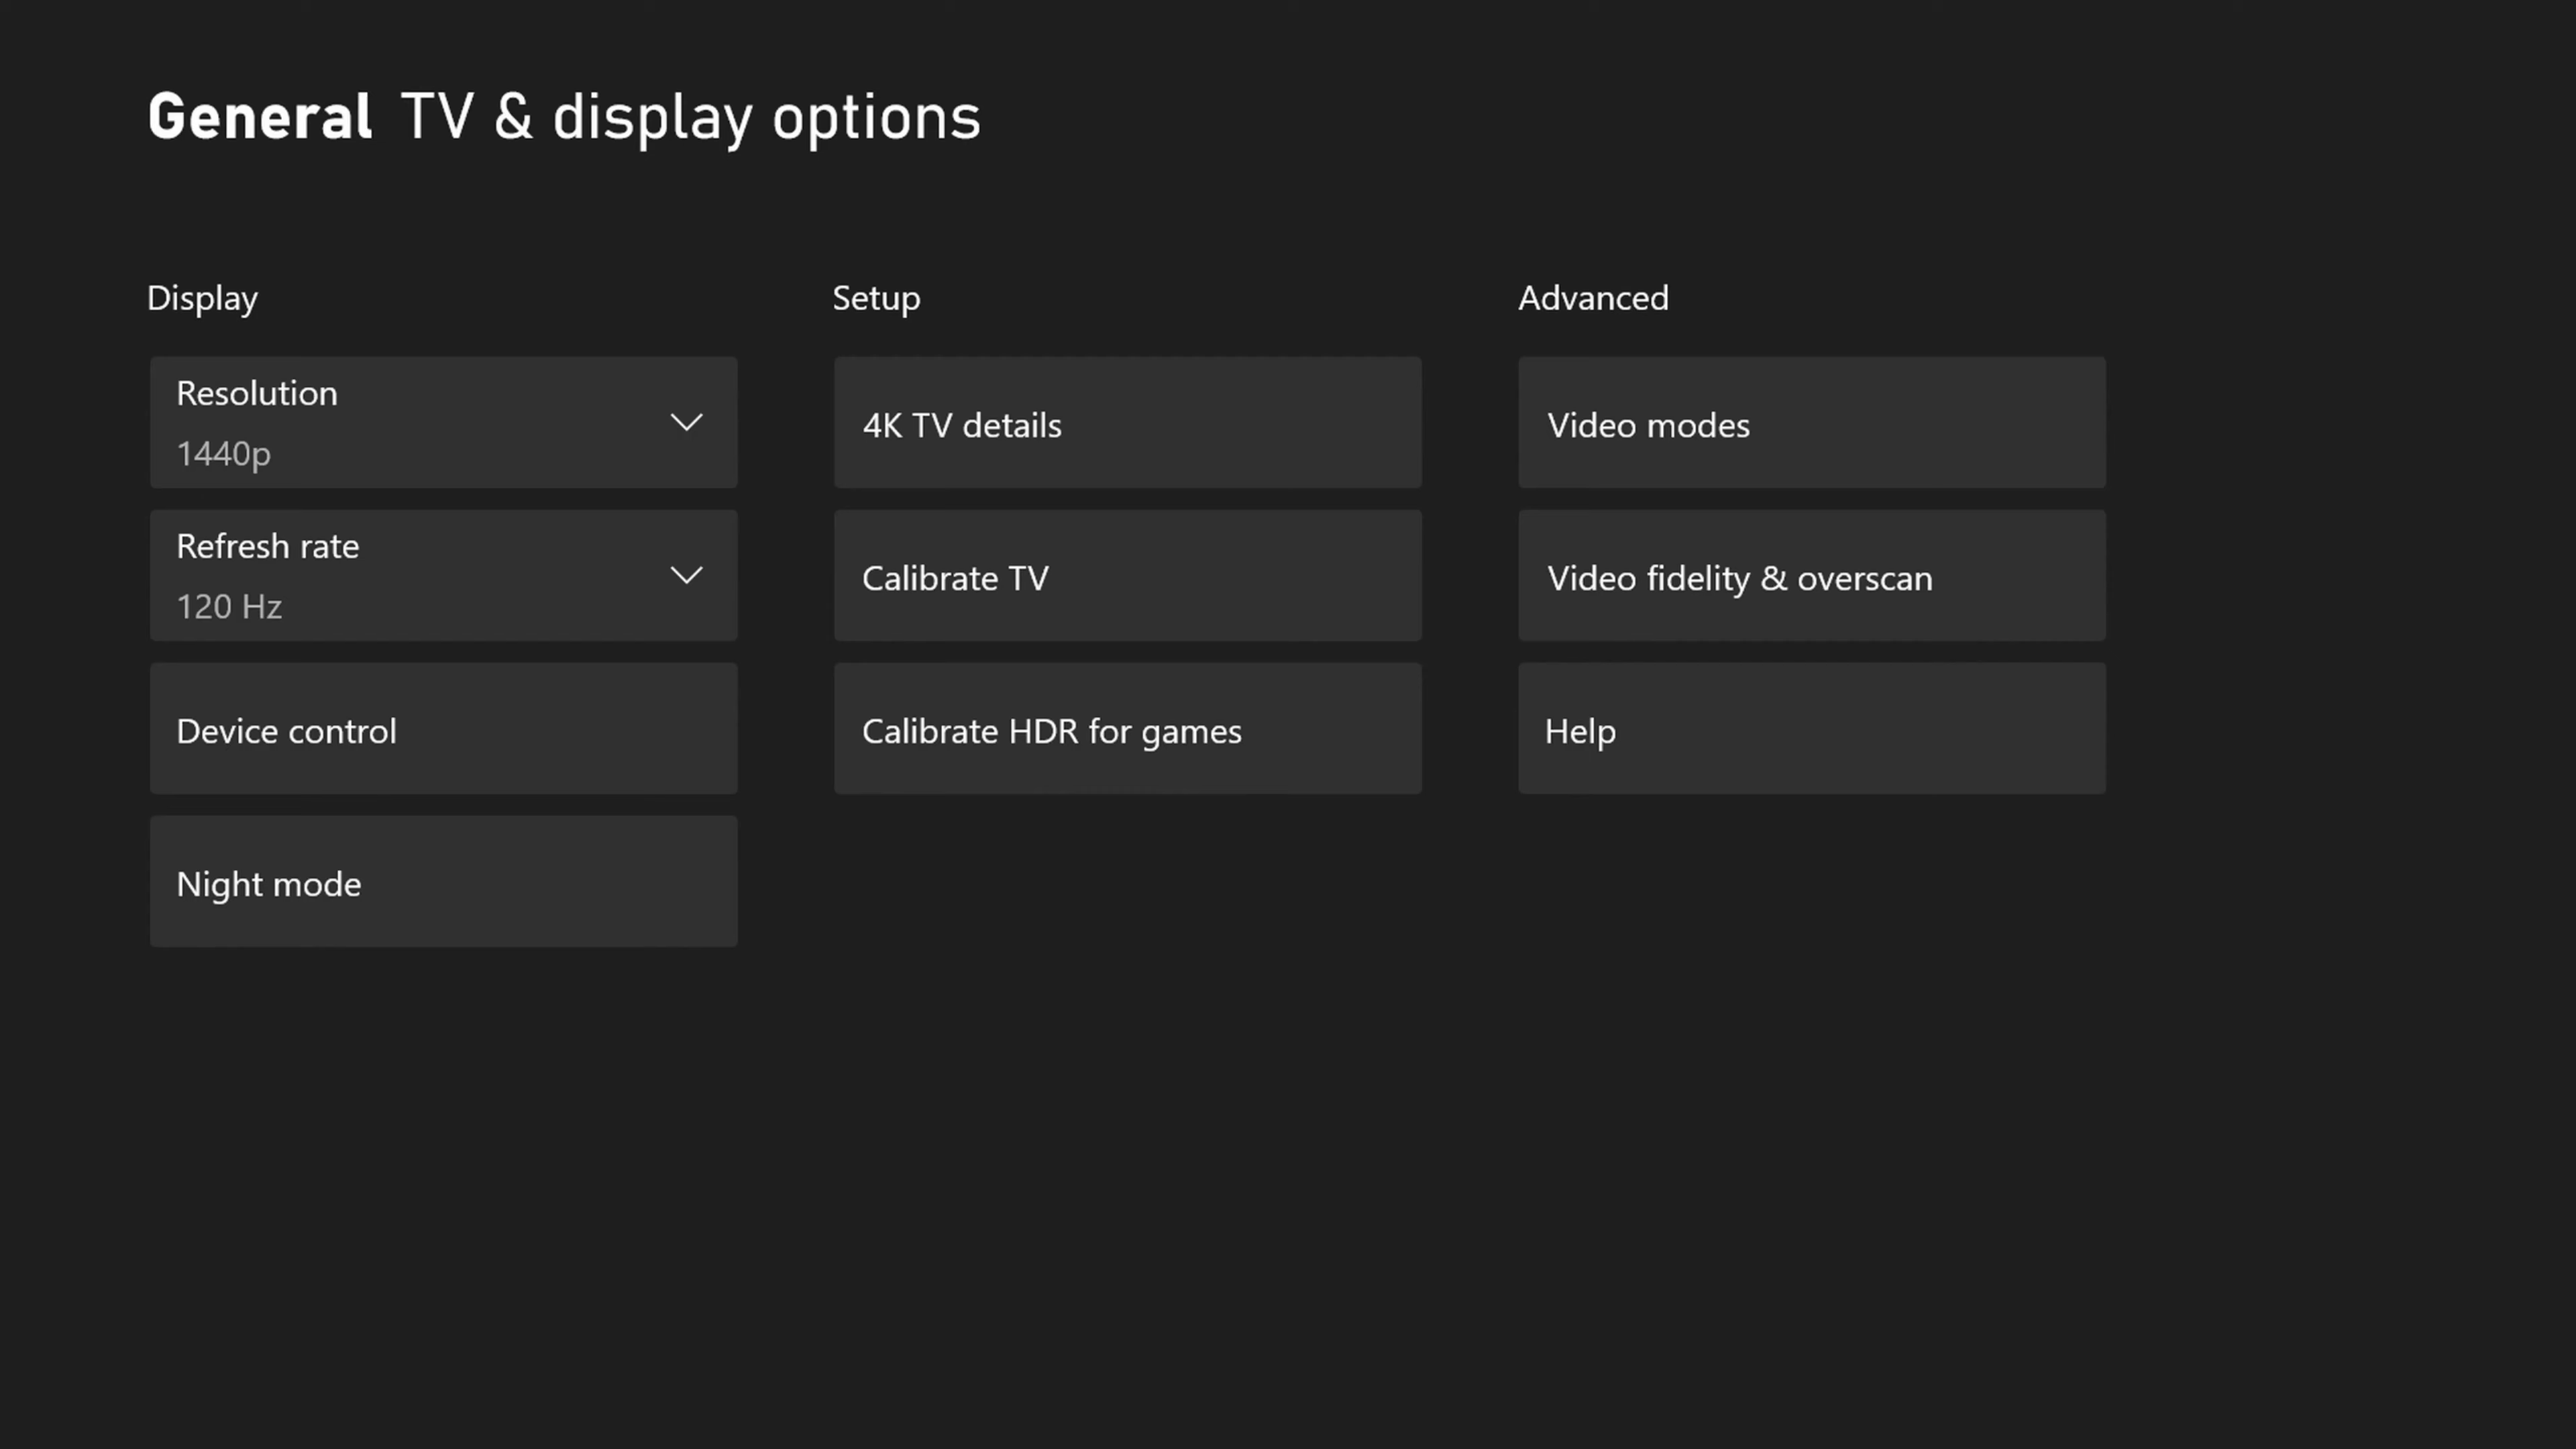 General TV & display options
Display
Resolution
1440p
Refresh rate
120 Hz
Device control
Night mode
Setup
4K TV details
Calibrate TV
Calibrate HDR for games
Advanced
Video modes
Video fidelity & overscan
Help